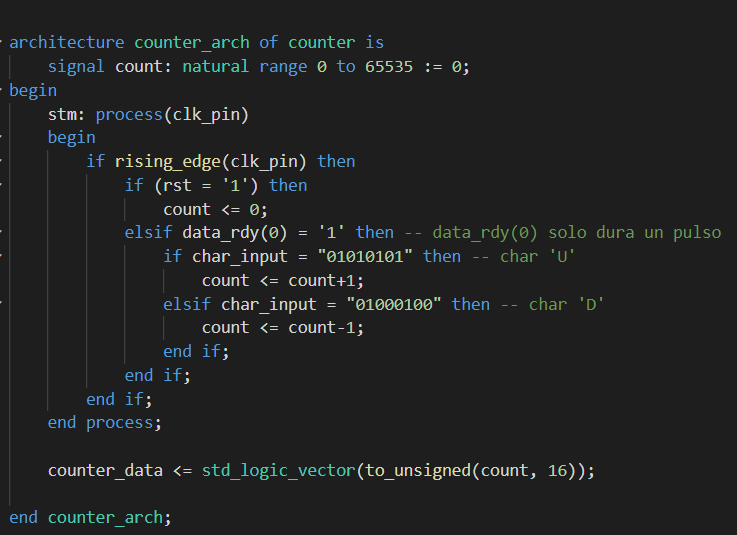 architecture counter_arch of counter is
signal count: natural range 0 to 65535 := 0;
begin
stm: process(clk_pin)
begin
if rising_edge(clk_pin) then
if (rst = '1') then
count <= 0;
elsif data_rdy(0) = '1' then -- data_rdy(0) solo dura un pulso
if char_input = "01010101" then -- char 'U'
count <= count+1;
elsif char_input = "01000100" then -- char 'D'
count <= count-1;
end if;
end if;
end if;
end process;
counter_data <= std_logic_vector(to_unsigned(count, 16));
end counter_arch;